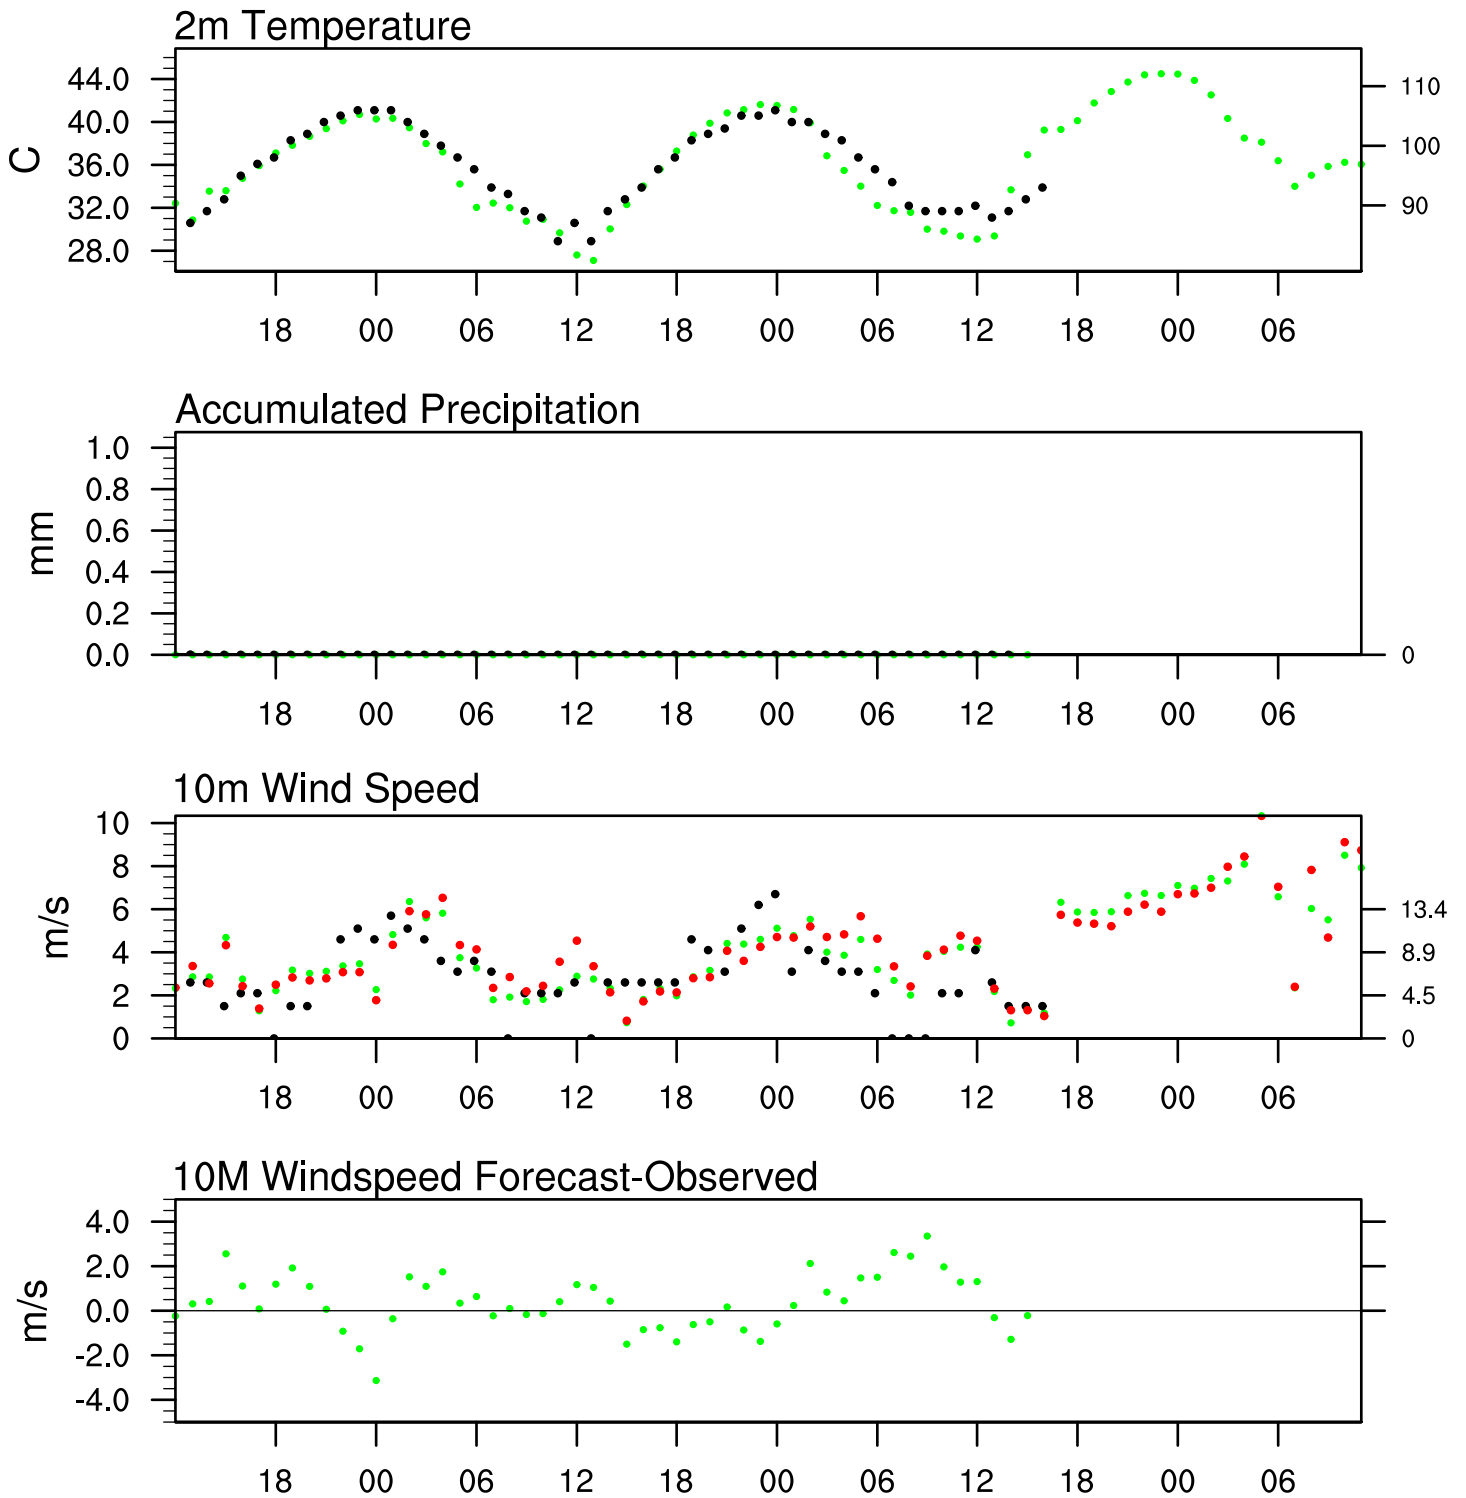 2m Temperature
44.0
40.0
36.0
32.0
28.0
C
110
100
90
18 00 06 12 18 00 06 12 18 00 06
Accumulated Precipitation
1.0
0.8
0.6
0.4
0.2
0.0
mm
0
18 00 06 12 18 00 06 12 18 00 06
10m Wind Speed
10
8
6
4
2
0
m/s
13.4
8.9
4.5
0
18 00 06 12 18 00 06 12 18 00 06
10M Windspeed Forecast-Observed
4.0
2.0
0.0
-2.0
-4.0
m/s
18 00 06 12 18 00 06 12 18 00 06